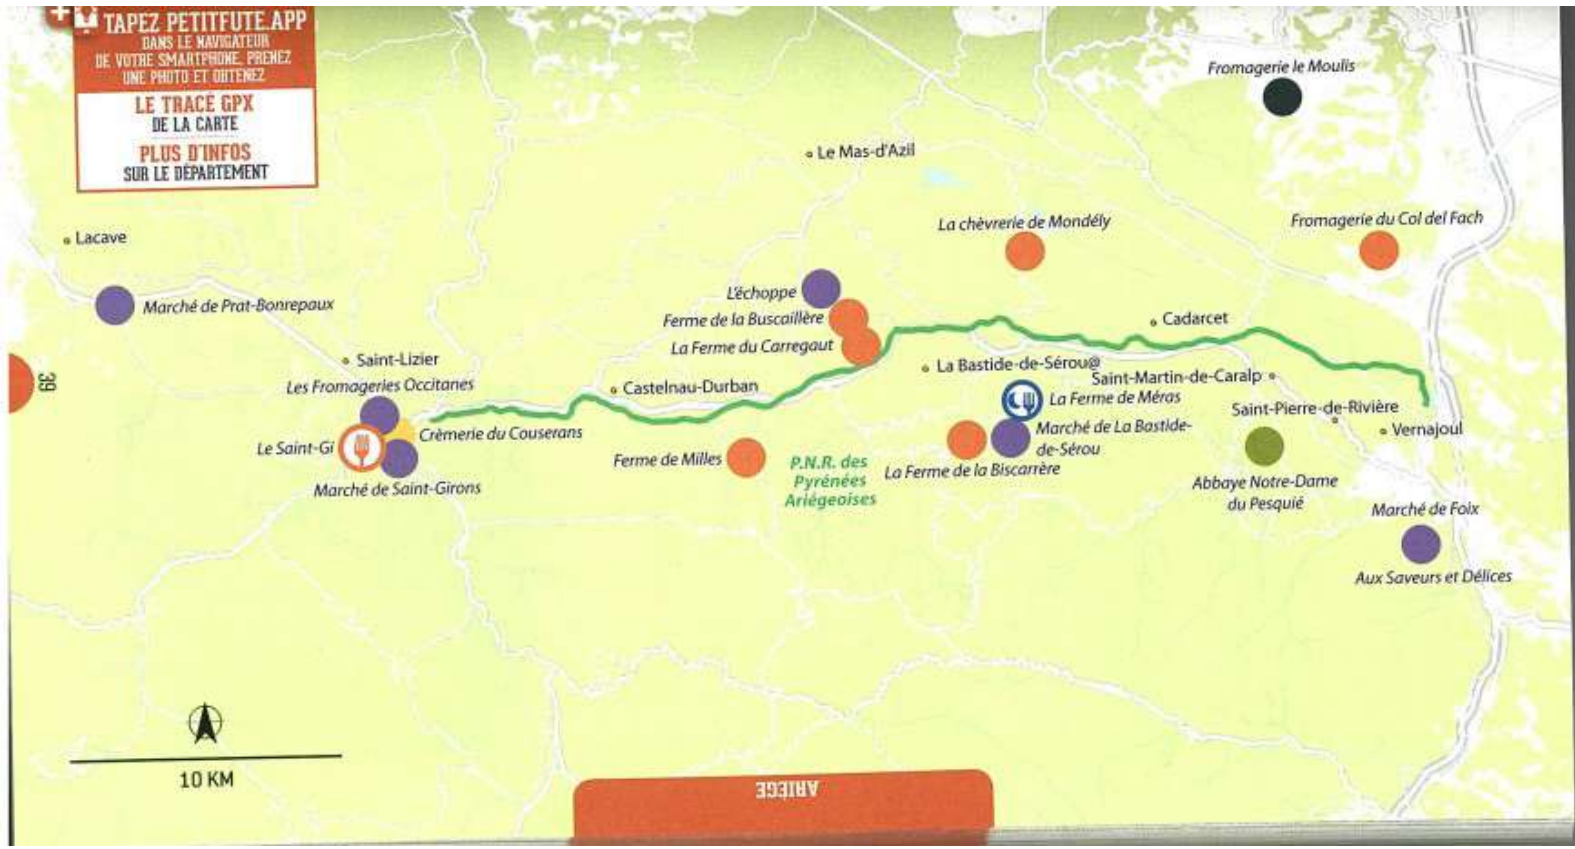 TAPEZ PETITFUTE.APP
DANS LE NAVIGATEUR
DE VOTRE SMARTPHONE, PRENEZ
UNE PHOTO ET OBTENEZ
LE TRACÉ GPX
DE LA CARTE
PLUS D'INFOS
SUR LE DÉPARTEMENT
Fromagerie le Moulis
Le Mas-d'Azil
La chèvrerie de Mondély
Fromagerie du Col del Fach
Lacave
L'échoppe
Marché de Prat-Bonrepaux
Ferme de la Buscaillère
Cadarcet
La Ferme du Carregaut
Saint-Lizier
La Bastide-de-Sérou@
Saint-Martin-de-Caralp
39
Les Fromageries Occitanes
Castelnau-Durban
La Ferme de Méras
Saint-Pierre-de-Rivière
Crèmerie du Couserans
Marché de La Bastide-
de-Sérou
Vernajoul
Le Saint-Gi
Ferme de Milles
P.N.R. des
Pyrénées
Ariégeoises
La Ferme de la Biscarrère
Abbaye Notre-Dame
du Pesquié
Marché de Saint-Girons
Marché de Foix
Aux Saveurs et Délices
10 KM
ARIÈGE